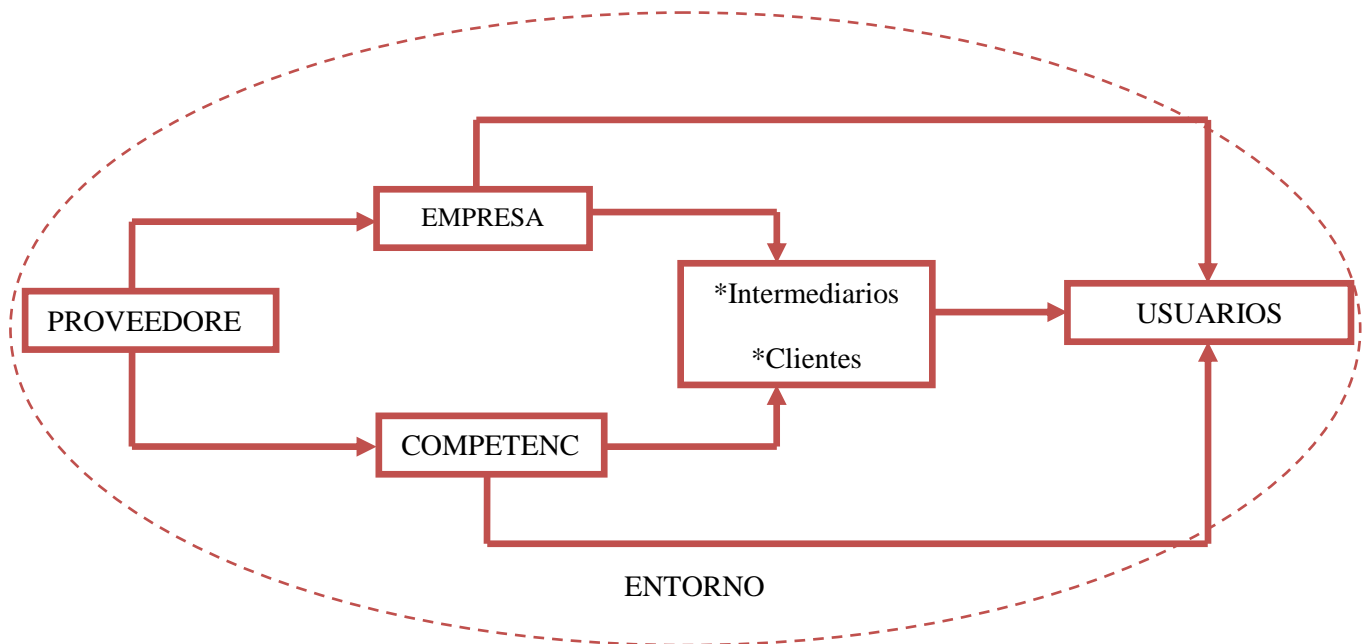 EMPRESA
*Intermediarios
*Clientes
PROVEEDORE
USUARIOS
COMPETENC
ENTORNO